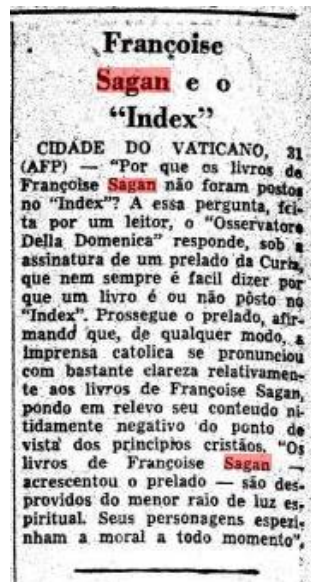 Françoise
Sagan e o
“Index”
CIDADE DO VATICANO, 31
(AFP) — “Por que os livros de
Françoise Sagan não foram postos
no “Index”? A essa pergunta, fei-
ta por um leitor, o “Osservatore
Della Domenica” responde, sob a
assinatura de um prelado da Curia,
que nem sempre é facil dizer por
que um livro é ou não pôsto no
“Index”. Prossegue o prelado, afir-
mando que, de qualquer modo, a
imprensa catolica se pronunciou
com bastante clareza relativamen-
te aos livros de Françoise Sagan,
pondo em relevo seu conteudo ni-
tidamente negativo do ponto de
vista dos principios cristãos. “Os
livros de Françoise Sagan —
acrescentou o prelado — são des-
providos do menor raio de luz es-
piritual. Seus personagens espezi-
nham a moral a todo momento”.